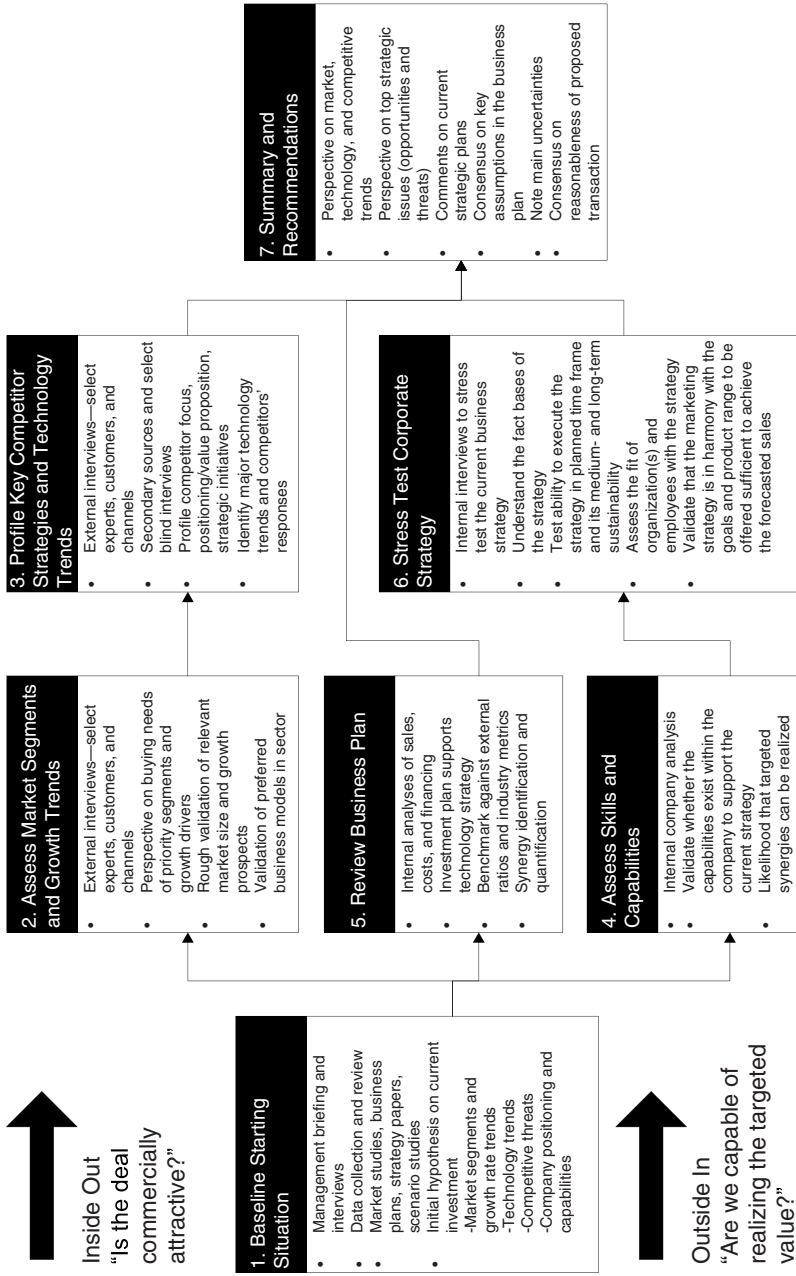 Inside Out
“Is the deal
commercially
attractive?”
Outside In
“Are we capable of
realizing the targeted
value?”
1. Baseline Starting
Situation
• Management briefing and
interviews
• Data collection and review
• Market studies, business
plans, strategy papers,
scenario studies
• Initial hypothesis on current
investment
-Market segments and
growth rate trends
-Technology trends
-Competitive threats
-Company positioning and
capabilities
2. Assess Market Segments
and Growth Trends
• External interviews—select
experts, customers, and
channels
• Perspective on buying needs
of priority segments and
growth drivers
• Rough validation of relevant
market size and growth
prospects
• Validation of preferred
business models in sector
3. Profile Key Competitor
Strategies and Technology
Trends
• External interviews—select
experts, customers, and
channels
• Secondary sources and select
blind interviews
• Profile competitor focus,
positioning/value proposition,
strategic initiatives
• Identify major technology
trends and competitors’
responses
4. Assess Skills and
Capabilities
• Internal company analysis
• Validate whether the
capabilities exist within the
company to support the
current strategy
• Likelihood that targeted
synergies can be realized
5. Review Business Plan
• Internal analyses of sales,
costs, and financing
• Investment plan supports
technology strategy
• Benchmark against external
ratios and industry metrics
• Synergy identification and
quantification
6. Stress Test Corporate
Strategy
• Internal interviews to stress
test the current business
strategy
• Understand the fact bases of
the strategy
• Test ability to execute the
strategy in planned time frame
and its medium- and long-term
sustainability
• Assess the fit of
organization(s) and
employees with the strategy
• Validate that the marketing
strategy is in harmony with the
goals and product range to be
offered sufficient to achieve
the forecasted sales
7. Summary and
Recommendations
• Perspective on market,
technology, and competitive
trends
• Perspective on top strategic
issues (opportunities and
threats)
• Comments on current
strategic plans
• Consensus on key
assumptions in the business
plan
• Note main uncertainties
• Consensus on
reasonableness of proposed
transaction